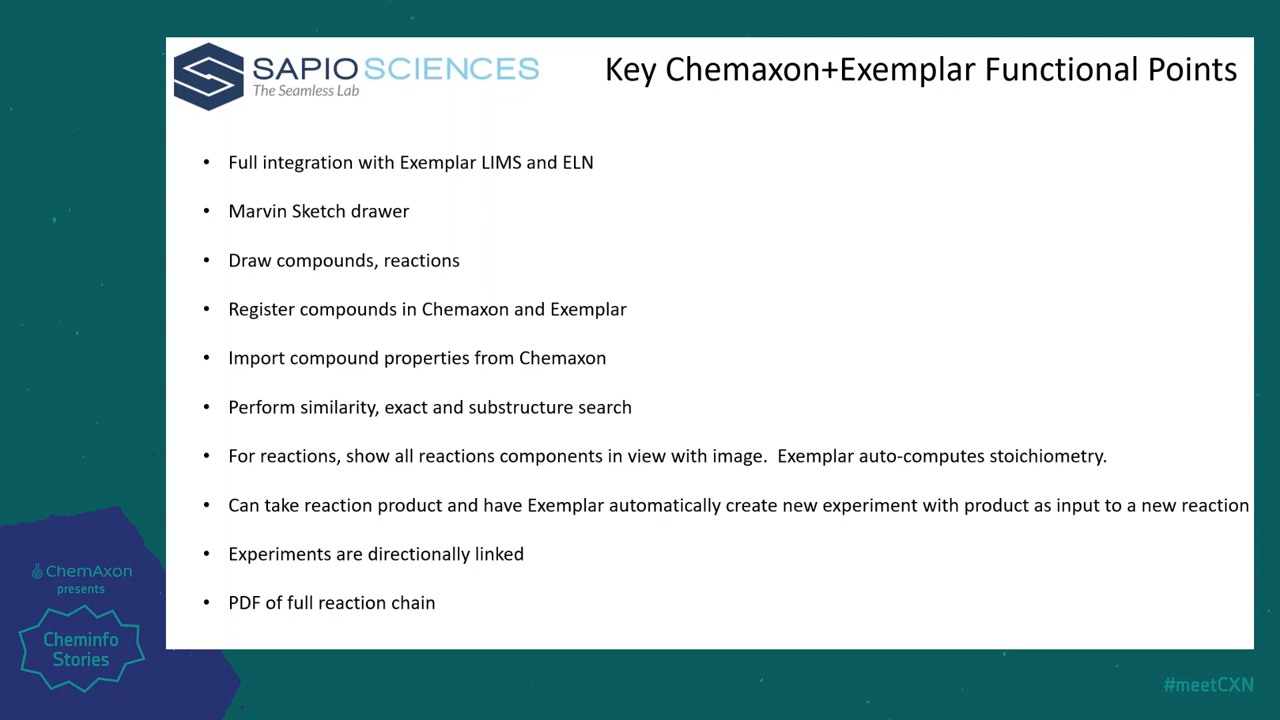 SAPIO SCIENCES
The Seamless Lab
Key Chemaxon+Exemplar Functional Points
• Full integration with Exemplar LIMS and ELN
• Marvin Sketch drawer
• Draw compounds, reactions
• Register compounds in Chemaxon and Exemplar
• Import compound properties from Chemaxon
• Perform similarity, exact and substructure search
• For reactions, show all reactions components in view with image.  Exemplar auto-computes stoichiometry.
• Can take reaction product and have Exemplar automatically create new experiment with product as input to a new reaction
• Experiments are directionally linked
• PDF of full reaction chain
ChemAxon
presents
Cheminfo
Stories
#meetCXN